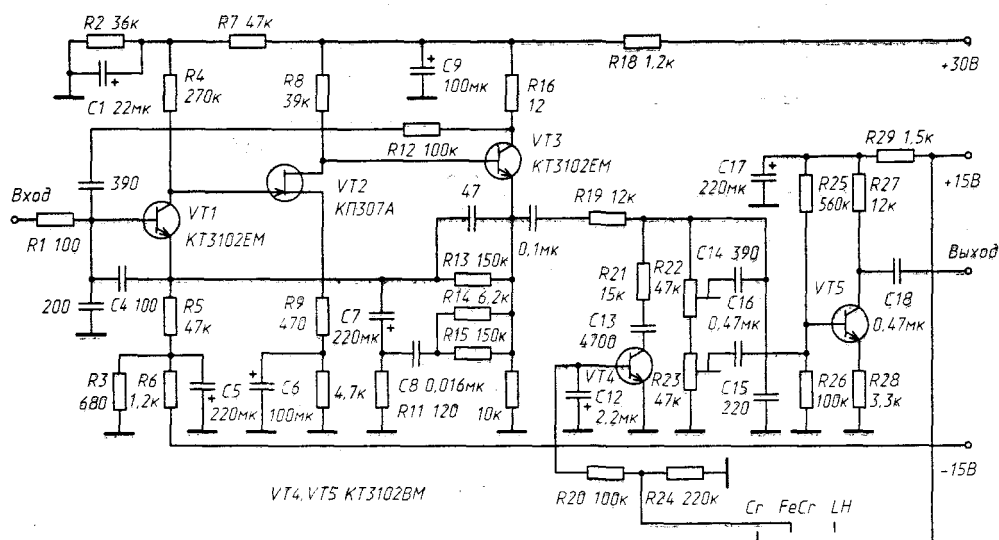 R2 36к
R7 47к
C1 22мк
R4
270к
R8
39к
C9
100мк
R16
12
R18 1,2к
+30В
R12 100к
VT3
КТ3102ЕМ
R29 1,5к
+15В
Вход
390
R1 100
VT1
КТ3102ЕМ
VT2
КП307А
47
0,1мк
R19 12к
C17
220мк
R25
560к
R27
12к
Выход
200
C4 100
R5
47к
R9
470
C7
220мк
R13 150к
R14 6,2к
R15 150к
R21
15к
R22
47к
C14 390
C16
0,47мк
VT5
C18
0,47мк
C13
4700
VT4
R3
680
R6
1,2к
C5
220мк
C6
100мк
4,7к
C8 0,016мк
R11 120
10к
C12
2,2мк
R23
47к
C15
220
R26
100к
R28
3,3к
-15В
VT4,VT5 КТ3102ВМ
R20 100к
R24 220к
Cr FeCr LH